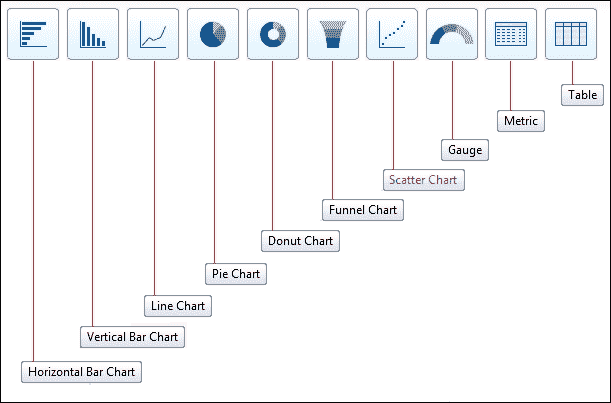 Table
Metric
Gauge
Scatter Chart
Funnel Chart
Donut Chart
Pie Chart
Line Chart
Vertical Bar Chart
Horizontal Bar Chart